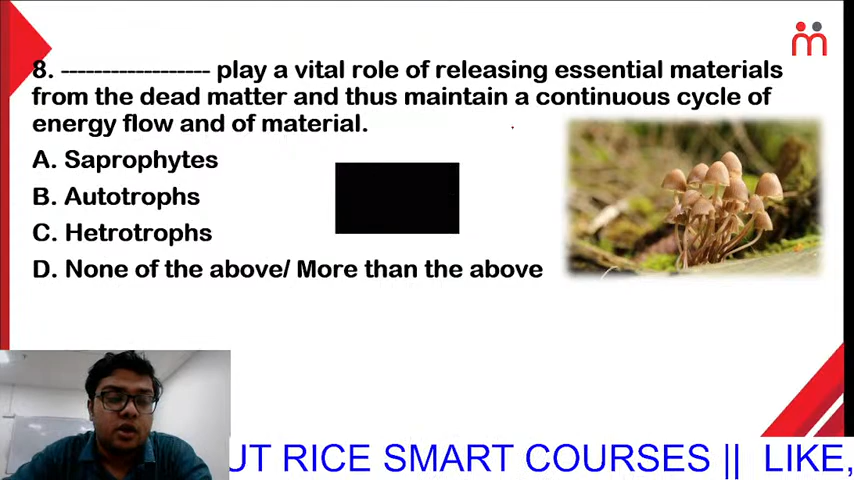 8. ------------------ play a vital role of releasing essential materials
from the dead matter and thus maintain a continuous cycle of
energy flow and of material.
A. Saprophytes
B. Autotrophs
C. Hetrotrophs
D. None of the above/ More than the above
UT RICE SMART COURSES || LIKE,